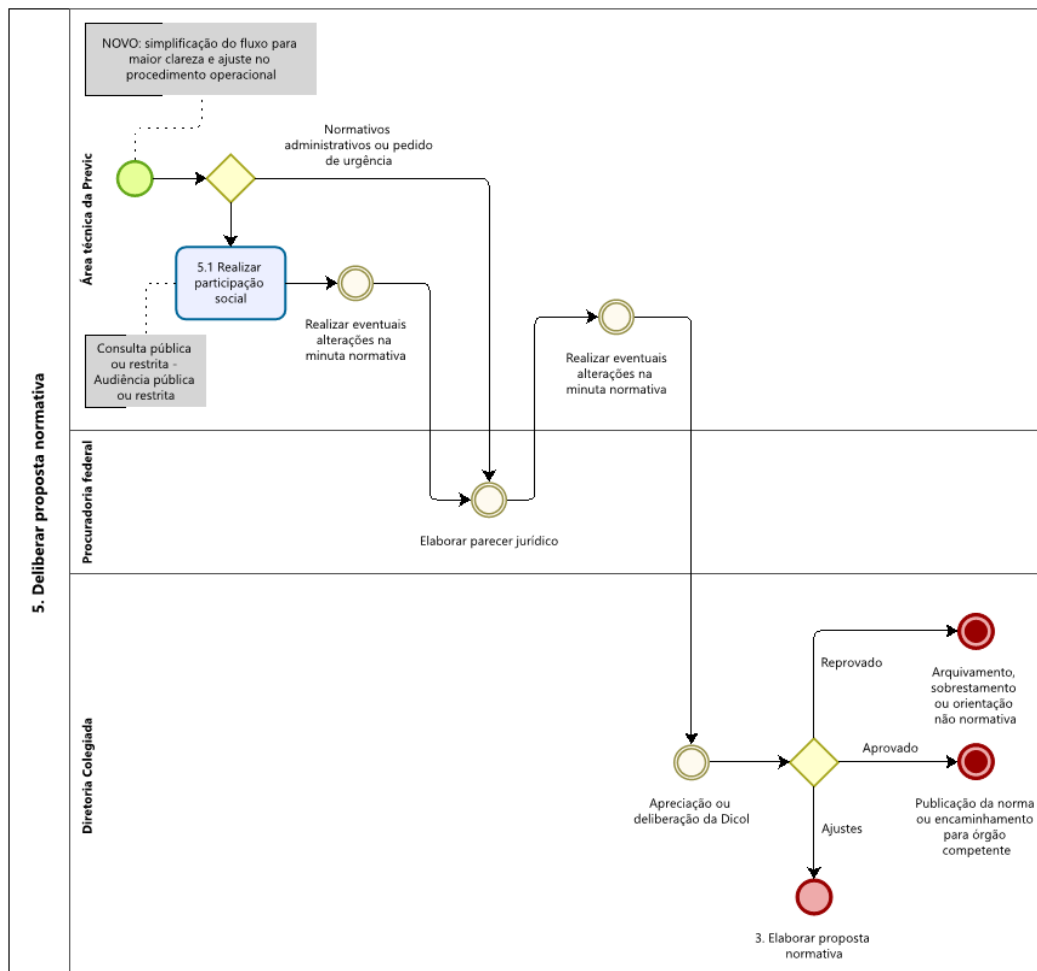 5. Deliberar proposta normativa
Área técnica da Previc
NOVO: simplificação do fluxo para
maior clareza e ajuste no
procedimento operacional
Normativos
administrativos ou pedido
de urgência
5.1 Realizar
participação
social
Realizar eventuais
alterações na
minuta normativa
Consulta pública
ou restrita -
Audiência pública
ou restrita
Realizar eventuais
alterações na
minuta normativa
Procuradoria federal
Elaborar parecer jurídico
Diretoria Colegiada
Apreciação ou
deliberação da Dicol
Reprovado
Arquivamento,
sobrestamento
ou orientação
não normativa
Aprovado
Publicação da norma
ou encaminhamento
para órgão
competente
Ajustes
3. Elaborar proposta
normativa